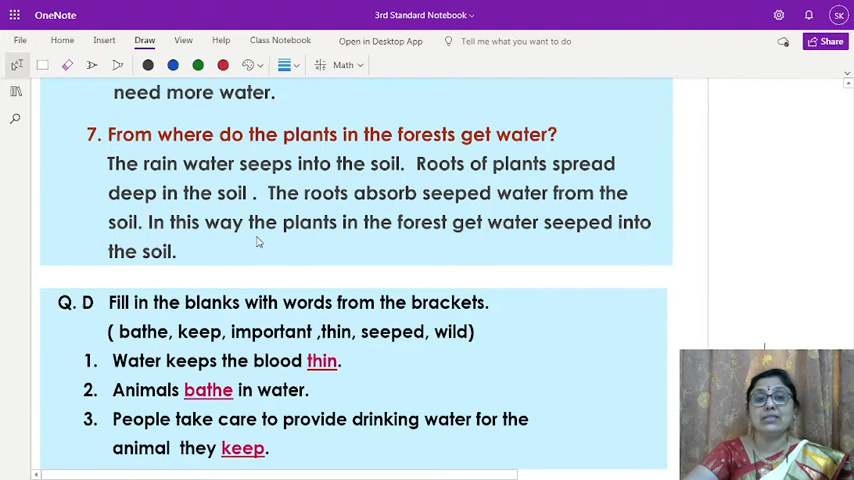 OneNote
3rd Standard Notebook
SK
File Home Insert Draw View Help Class Notebook Open in Desktop App Tell me what you want to do Share
Math
need more water.
7. From where do the plants in the forests get water?
The rain water seeps into the soil. Roots of plants spread
deep in the soil . The roots absorb seeped water from the
soil. In this way the plants in the forest get water seeped into
the soil.
Q. D Fill in the blanks with words from the brackets.
( bathe, keep, important ,thin, seeped, wild)
1. Water keeps the blood thin.
2. Animals bathe in water.
3. People take care to provide drinking water for the
animal they keep.